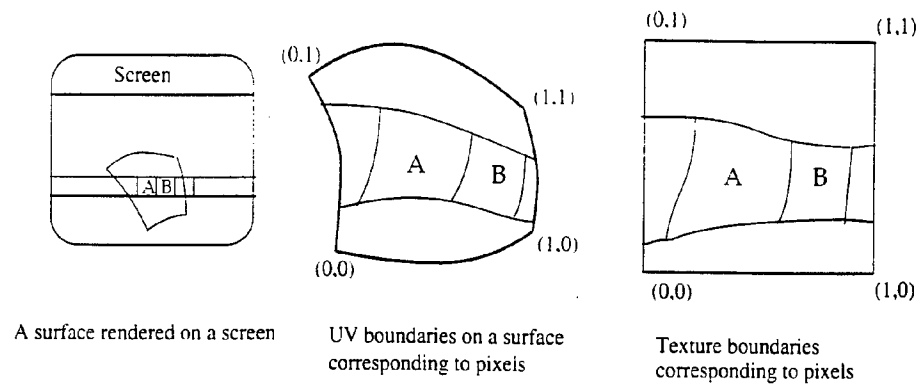 Screen
A B
A surface rendered on a screen
(0.1)
(1.1)
A
B
(0.0)
(1.0)
UV boundaries on a surface
corresponding to pixels
(0.1)
(1.1)
A
B
(0.0)
(1.0)
Texture boundaries
corresponding to pixels